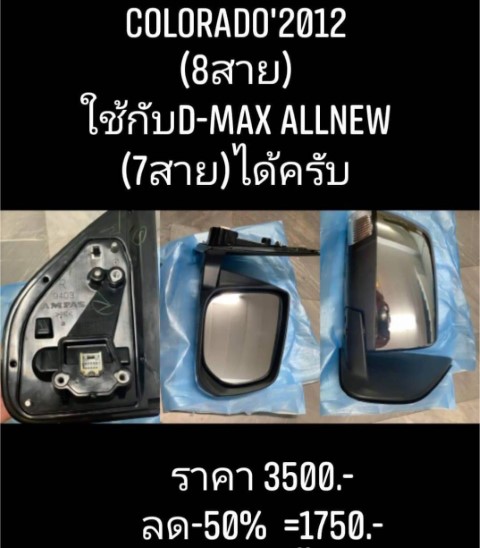 COLORADO'2012
(8สาย)
ใช้กับD-MAX ALLNEW
(7สาย)ได้ครับ
AMPAS
ราคา 3500.-
ลด-50% =1750.-